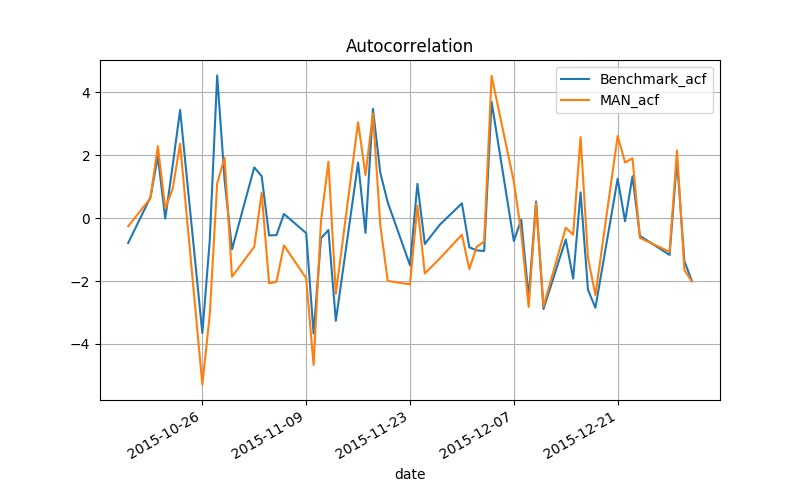 Autocorrelation
Benchmark_acf
MAN_acf
4
2
0
−2
−4
2015-10-26
2015-11-09
2015-11-23
2015-12-07
2015-12-21
date